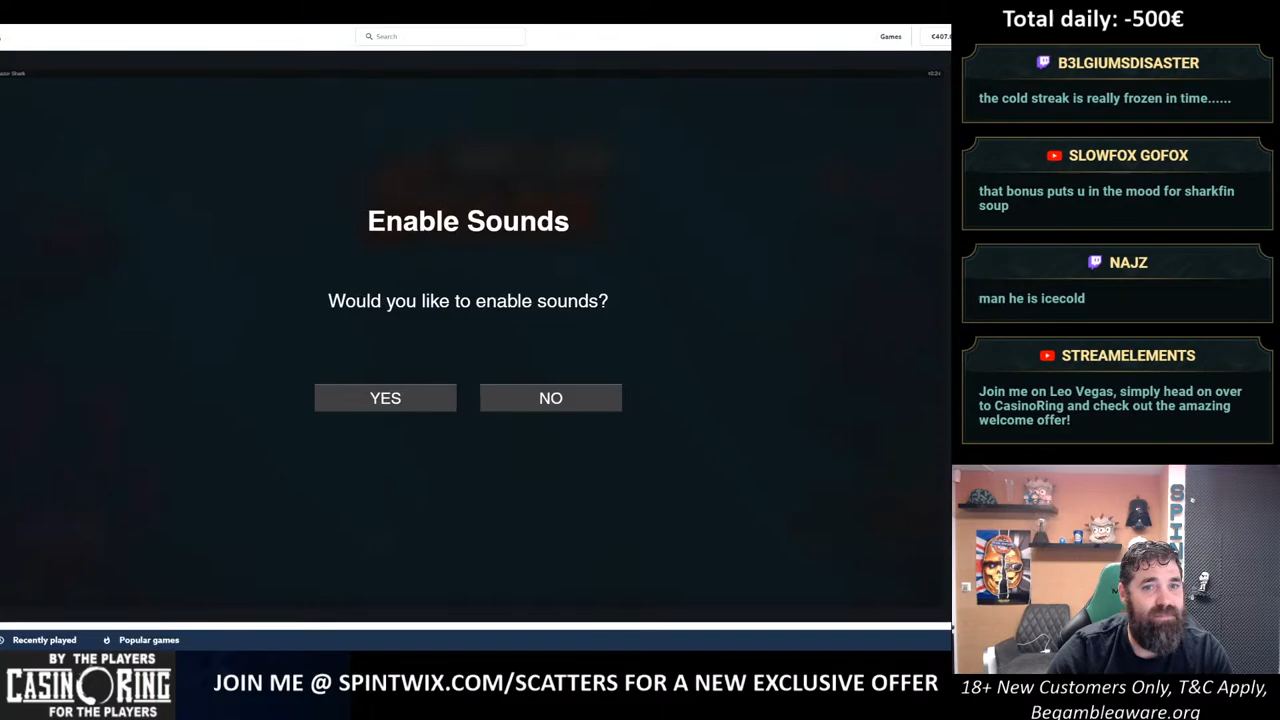 Total daily: -500€
Search
Games
€407.
B3LGIUMSDISASTER
the cold streak is really frozen in time......
SLOWFOX GOFOX
that bonus puts u in the mood for sharkfin
soup
NAJZ
man he is icecold
STREAMELEMENTS
Join me on Leo Vegas, simply head on over
to CasinoRing and check out the amazing
welcome offer!
Enable Sounds
Would you like to enable sounds?
YES
NO
Recently played
Popular games
SPIN
BY THE PLAYERS
CASINORING
FOR THE PLAYERS
JOIN ME @ SPINTWIX.COM/SCATTERS FOR A NEW EXCLUSIVE OFFER
18+ New Customers Only, T&C Apply,
Begambleaware.org